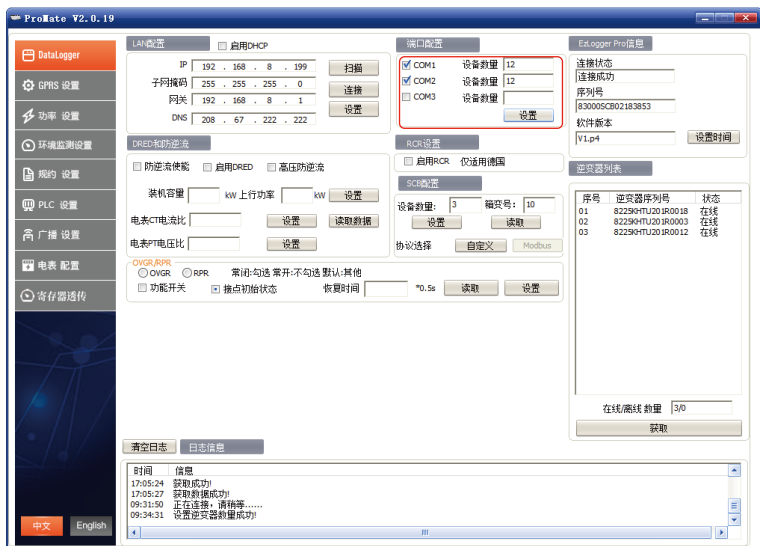 ProMate V2.0.19
DataLogger
GPRS 设置
功率 设置
环境监测设置
规约 设置
PLC 设置
广播 设置
电表 配置
寄存器透传
中文 English
LAN配置 启用DHCP
IP 192 . 168 . 8 . 199 扫描
子网掩码 255 . 255 . 255 . 0 连接
网关 192 . 168 . 8 . 1 设置
DNS 208 . 67 . 222 . 222
端口配置
COM1 设备数量 12
COM2 设备数量 12
COM3 设备数量
设置
EzLogger Pro信息
连接状态
连接成功
序列号
83000SCB02183853
软件版本
V1.p4 设置时间
DRED和防逆流
防逆流使能 启用DRED 高压防逆流
装机容量 kW 上行功率 kW 设置
电表CT电流比 设置 读取数据
电表PT电压比 设置
RCR设置
启用RCR 仅适用德国
SCB配置
设备数量: 3 箱变号: 10
设置 读取
协议选择 自定义 Modbus
OVGR/RPR
OVGR RPR 常闭:勾选 常开:不勾选 默认:其他
功能开关 接点初始状态 恢复时间 *0.5s 读取 设置
逆变器列表
序号 逆变器序列号 状态
01 8225KHTU201R0018 在线
02 8225KHTU201R0003 在线
03 8225KHTU201R0012 在线
在线/离线 数量 3/0
获取
清空日志 日志信息
时间 信息
17:05:24 获取成功!
17:05:27 获取数据成功!
09:31:50 正在连接，请稍等......
09:34:31 设置逆变器数量成功!